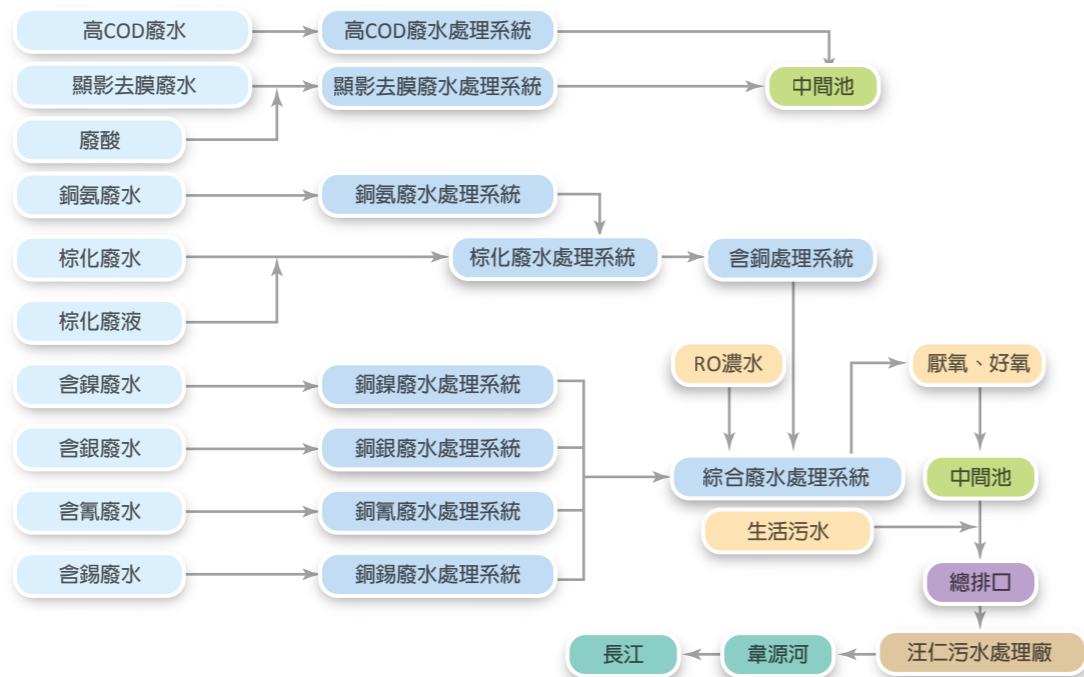 高COD廢水
高COD廢水處理系統
顯影去膜廢水
顯影去膜廢水處理系統
中間池
廢酸
銅氨廢水
銅氨廢水處理系統
棕化廢水
棕化廢水處理系統
含銅處理系統
棕化廢液
RO濃水
厭氧、好氧
含鎳廢水
銅鎳廢水處理系統
含銀廢水
銅銀廢水處理系統
綜合廢水處理系統
中間池
含氰廢水
銅氰廢水處理系統
生活污水
含錫廢水
銅錫廢水處理系統
總排口
長江
韋源河
汪仁污水處理廠